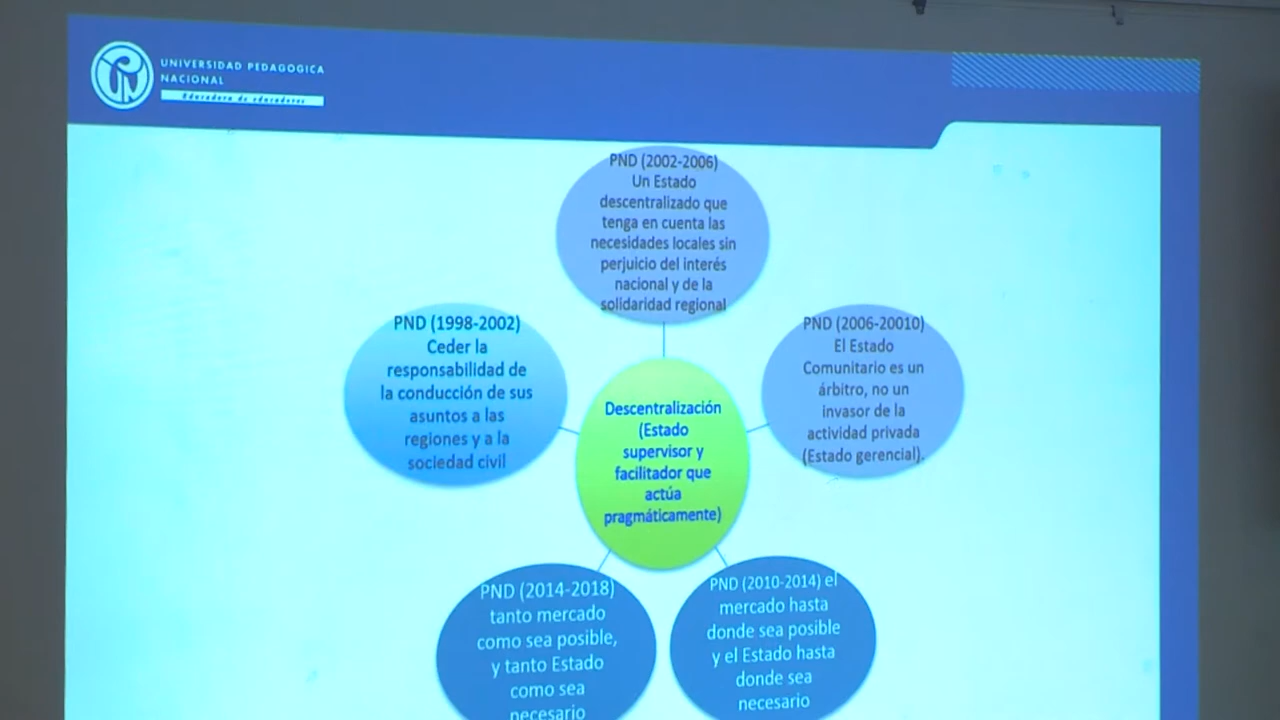 UNIVERSIDAD PEDAGOGICA
NACIONAL
Educadora de educadores
PND (2002-2006)
Un Estado
descentralizado que
tenga en cuenta las
necesidades locales sin
perjuicio del interés
nacional y de la
solidaridad regional
PND (1998-2002)
Ceder la
responsabilidad de
la conducción de sus
asuntos a las
regiones y a la
sociedad civil
PND (2006-20010)
El Estado
Comunitario es un
árbitro, no un
invasor de la
actividad privada
(Estado gerencial).
Descentralización
(Estado
supervisor y
facilitador que
actúa
pragmáticamente)
PND (2014-2018)
tanto mercado
como sea posible,
y tanto Estado
como sea
necesario
PND (2010-2014) el
mercado hasta
donde sea posible
y el Estado hasta
donde sea
necesario